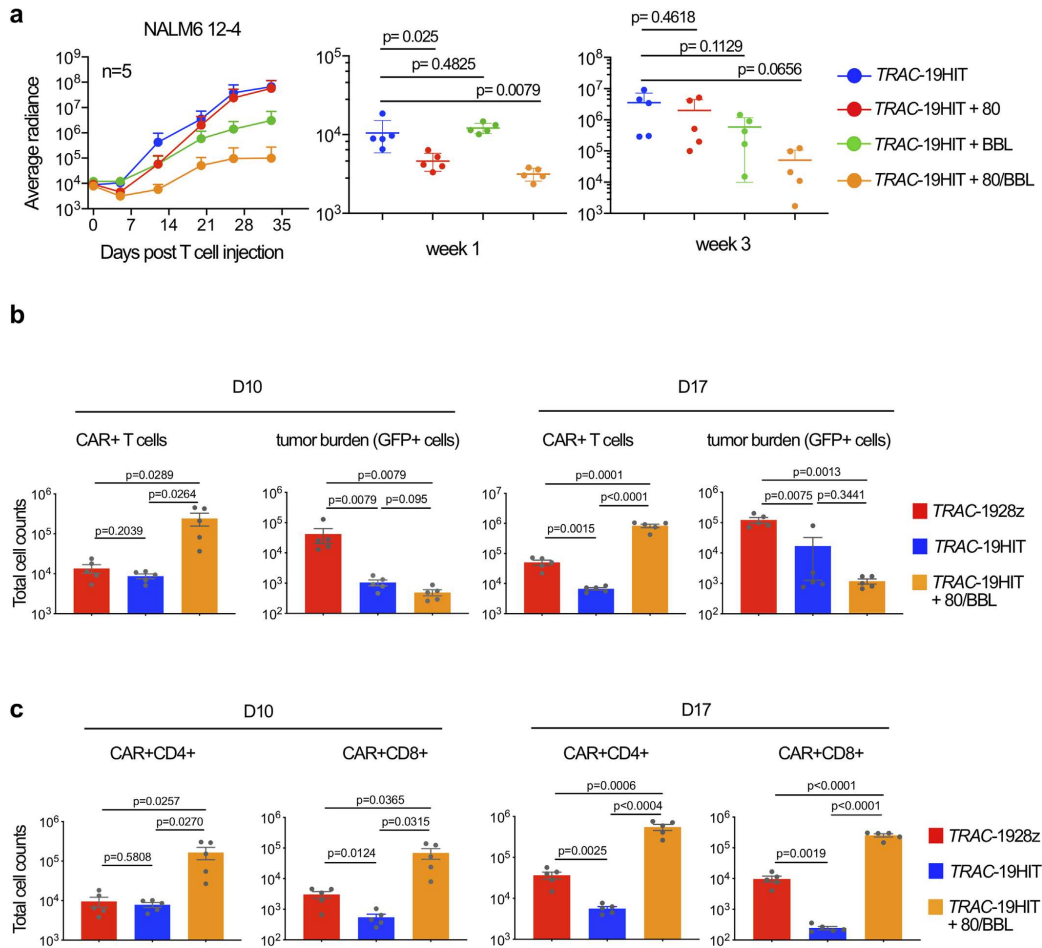 a
NALM6 12-4
n=5
Average radiance
10^9
10^8
10^7
10^6
10^5
10^4
10^3
0 7 14 21 28 35
Days post T cell injection
p= 0.025
p= 0.4825
p= 0.0079
10^5
10^4
10^3
week 1
p= 0.4618
p= 0.1129
p= 0.0656
10^8
10^7
10^6
10^5
10^4
10^3
week 3
TRAC-19HIT
TRAC-19HIT + 80
TRAC-19HIT + BBL
TRAC-19HIT + 80/BBL
b
D10
D17
CAR+ T cells
tumor burden (GFP+ cells)
CAR+ T cells
tumor burden (GFP+ cells)
Total cell counts
p=0.0289
p=0.0264
p=0.2039
10^6
10^5
10^4
10^3
p=0.0079
p=0.0079
p=0.095
10^6
10^5
10^4
10^3
10^2
p=0.0001
p<0.0001
p=0.0015
10^7
10^6
10^5
10^4
10^3
p=0.0013
p=0.0075
p=0.3441
10^6
10^5
10^4
10^3
10^2
TRAC-1928z
TRAC-19HIT
TRAC-19HIT
+ 80/BBL
c
D10
D17
CAR+CD4+
CAR+CD8+
CAR+CD4+
CAR+CD8+
Total cell counts
p=0.0257
p=0.0270
p=0.5808
10^6
10^5
10^4
10^3
p=0.0365
p=0.0315
p=0.0124
10^6
10^5
10^4
10^3
10^2
p=0.0006
p<0.0004
p=0.0025
10^6
10^5
10^4
10^3
p<0.0001
p<0.0001
p=0.0019
10^6
10^5
10^4
10^3
10^2
TRAC-1928z
TRAC-19HIT
TRAC-19HIT
+ 80/BBL